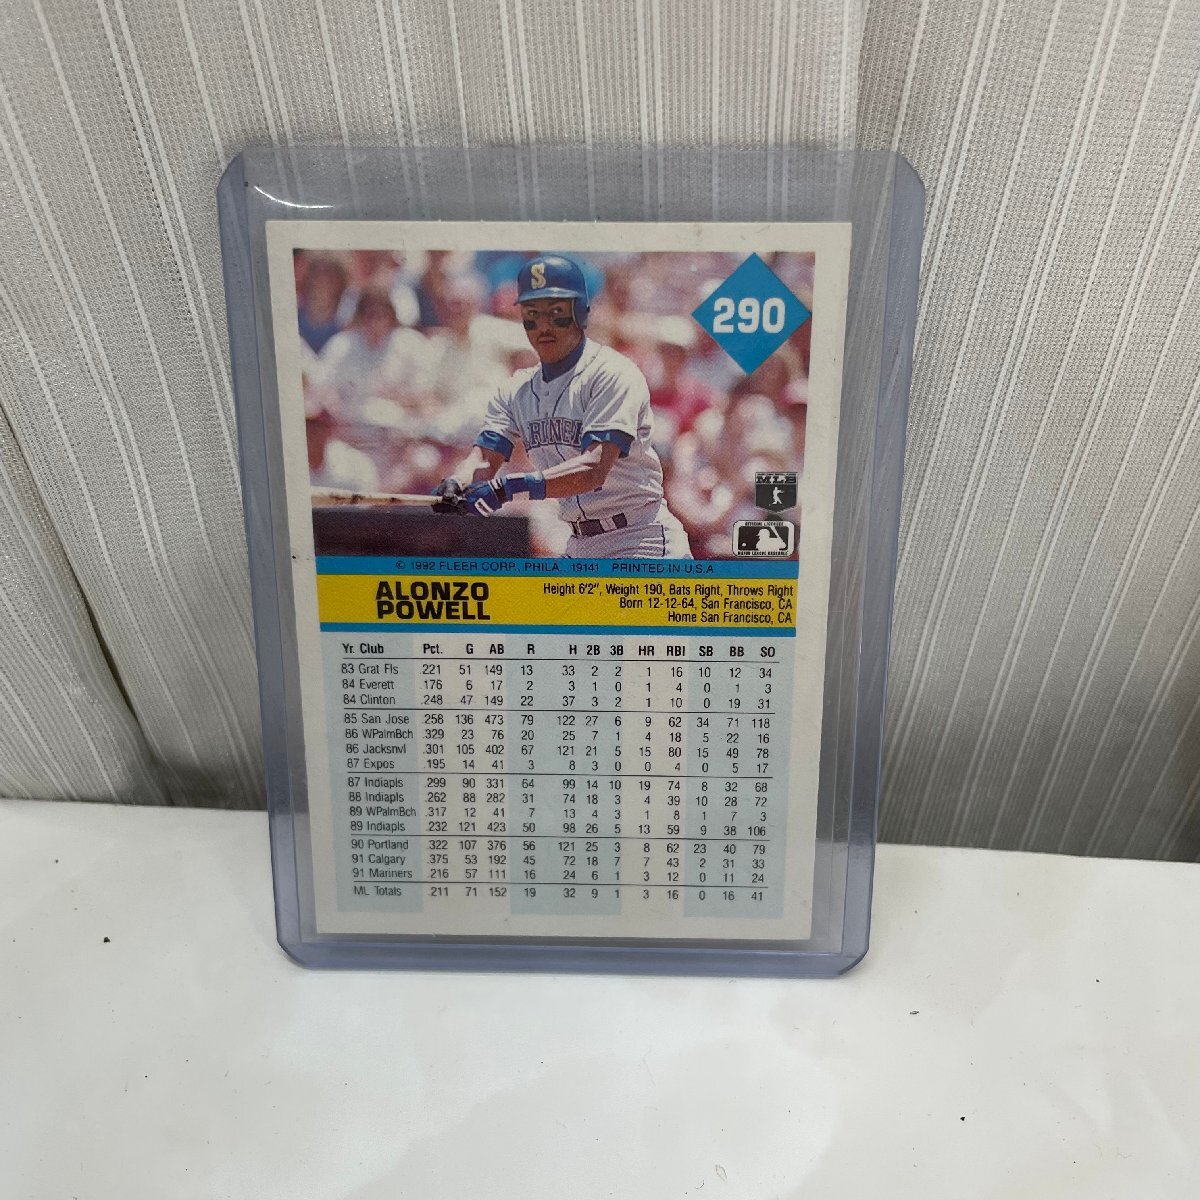 S
290
RINE
MLB
OFFICIAL LICENSEE
MAJOR LEAGUE BASEBALL
© 1992 FLEER CORP., PHILA., 19141 PRINTED IN U.S.A
ALONZO
POWELL
Height 6'2", Weight 190, Bats Right, Throws Right
Born 12-12-64, San Francisco, CA
Home San Francisco, CA
Yr. Club Pct. G AB R H 2B 3B HR RBI SB BB SO
83 Grat Fls .221 51 149 13 33 2 2 1 16 10 12 34
84 Everett .176 6 17 2 3 1 0 1 4 0 1 3
84 Clinton .248 47 149 22 37 3 2 1 10 0 19 31
85 San Jose .258 136 473 79 122 27 6 9 62 34 71 118
86 WPalmBch .329 23 76 20 25 7 1 4 18 5 22 16
86 Jacksnvl .301 105 402 67 121 21 5 15 80 15 49 78
87 Expos .195 14 41 3 8 3 0 0 4 0 5 17
87 Indiapls .299 90 331 64 99 14 10 19 74 8 32 68
88 Indiapls .262 88 282 31 74 18 3 4 39 10 28 72
89 WPalmBch .317 12 41 7 13 4 3 1 8 1 7 3
89 Indiapls .232 121 423 50 98 26 5 13 59 9 38 106
90 Portland .322 107 376 56 121 25 3 8 62 23 40 79
91 Calgary .375 53 192 45 72 18 7 7 43 2 31 33
91 Mariners .216 57 111 16 24 6 1 3 12 0 11 24
ML Totals .211 71 152 19 32 9 1 3 16 0 16 41